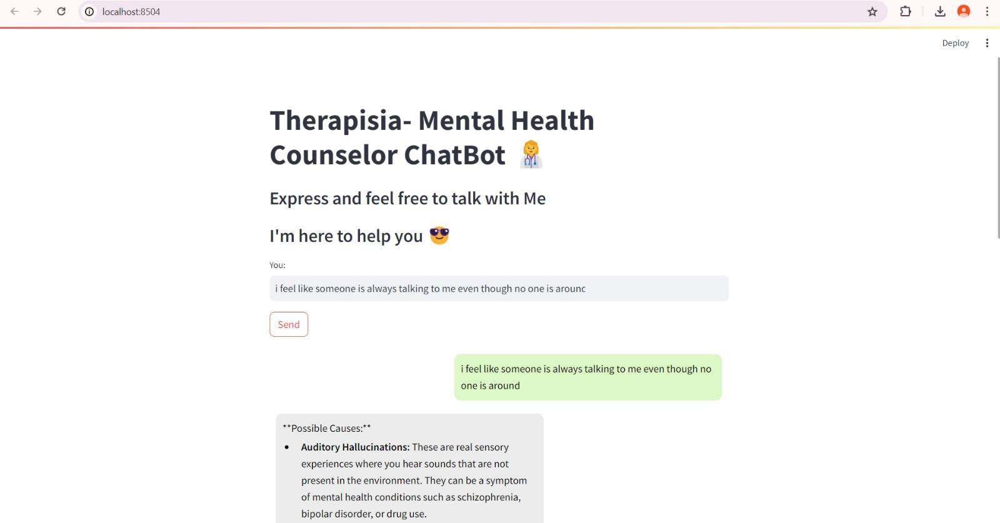 localhost:8504
Deploy
Therapisia- Mental Health
Counselor ChatBot
Express and feel free to talk with Me
I'm here to help you
You:
i feel like someone is always talking to me even though no one is arounc
Send
i feel like someone is always talking to me even though no
one is around
**Possible Causes:**
Auditory Hallucinations: These are real sensory
experiences where you hear sounds that are not
present in the environment. They can be a symptom
of mental health conditions such as schizophrenia,
bipolar disorder, or drug use.